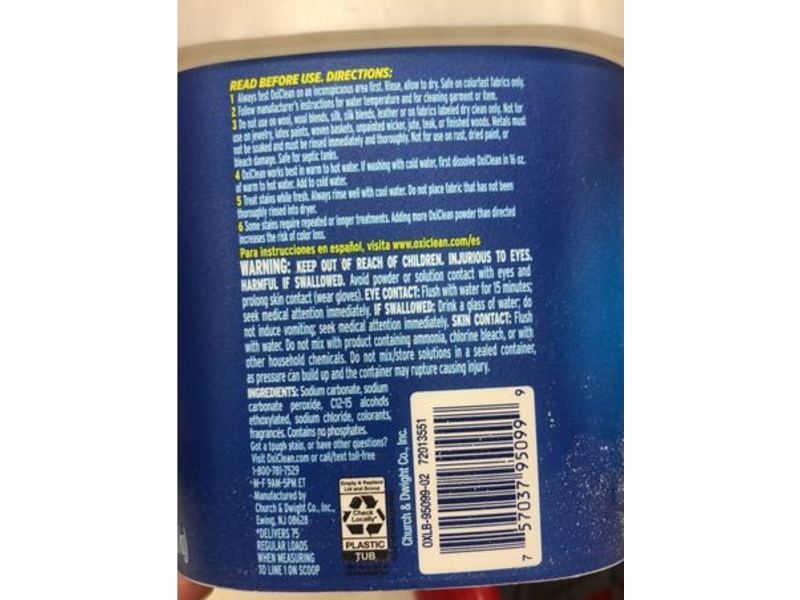 READ BEFORE USE. DIRECTIONS:
1 Always test OxiClean on an inconspicuous area first. Rinse, allow to dry. Safe on colorfast fabrics only.
2 Follow manufacturer's instructions for water temperature and for cleaning garment or item.
3 Do not use on wool, wool blends, silk, silk blends, leather or on fabrics labeled dry clean only. Not for
use on jewelry, latex paints, woven baskets, unpainted wicker, jute, teak, or finished woods. Metals must
not be soaked and must be rinsed immediately and thoroughly. Not for use on rust, dried paint, or
bleach damage. Safe for septic tanks.
4 OxiClean works best in warm to hot water. If washing with cold water, first dissolve OxiClean in 16 oz.
of warm to hot water. Add to cold water.
5 Treat stains while fresh. Always rinse well with cool water. Do not place fabric that has not been
thoroughly rinsed into dryer.
6 Some stains require repeated or longer treatments. Adding more OxiClean powder than directed
increases the risk of color loss.
Para instrucciones en español, visita www.oxiclean.com/es
WARNING: KEEP OUT OF REACH OF CHILDREN. INJURIOUS TO EYES.
HARMFUL IF SWALLOWED. Avoid powder or solution contact with eyes and
prolong skin contact (wear gloves). EYE CONTACT: Flush with water for 15 minutes;
seek medical attention immediately. IF SWALLOWED: Drink a glass of water; do
not induce vomiting; seek medical attention immediately. SKIN CONTACT: Flush
with water. Do not mix with product containing ammonia, chlorine bleach, or with
other household chemicals. Do not mix/store solutions in a sealed container,
as pressure can build up and the container may rupture causing injury.
INGREDIENTS: Sodium carbonate, sodium
carbonate peroxide, C12-15 alcohols
ethoxylated, sodium chloride, colorants,
fragrances. Contains no phosphates.
Got a tough stain, or have other questions?
Visit OxiClean.com or call/text toll-free
1-800-781-7529
M-F 9AM-5PM ET
Manufactured by
Church & Dwight Co., Inc.,
Ewing, NJ 08628
*DELIVERS 75
REGULAR LOADS
WHEN MEASURING
TO LINE 1 ON SCOOP
Empty & Replace
Lid and Scoop
Check
Locally*
PLASTIC
TUB
Church & Dwight Co., Inc.
OXLB-95099-02 72013551
7 57037 95099 9